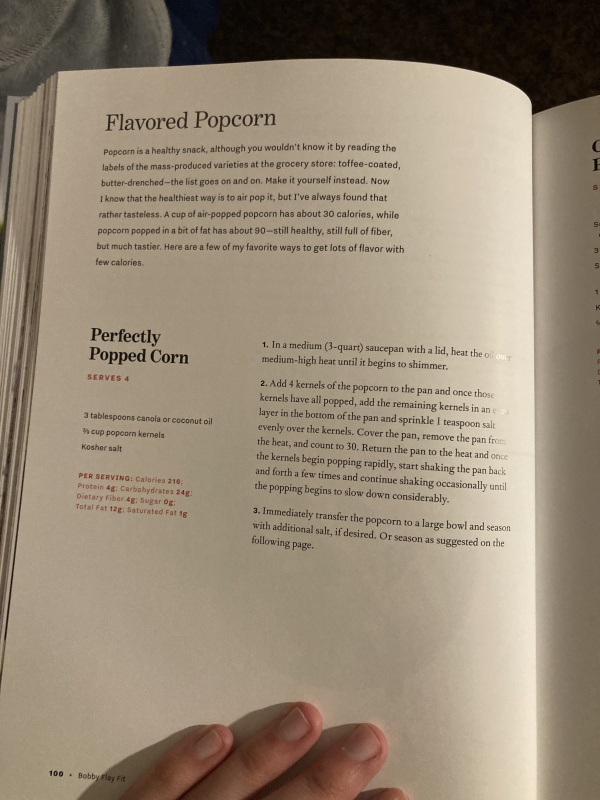 Flavored Popcorn
Popcorn is a healthy snack, although you wouldn't know it by reading the
labels of the mass-produced varieties at the grocery store: toffee-coated,
butter-drenched—the list goes on and on. Make it yourself instead. Now
I know that the healthiest way is to air pop it, but I've always found that
rather tasteless. A cup of air-popped popcorn has about 30 calories, while
popcorn popped in a bit of fat has about 90—still healthy, still full of fiber,
but much tastier. Here are a few of my favorite ways to get lots of flavor with
few calories.
Perfectly
Popped Corn
SERVES 4
3 tablespoons canola or coconut oil
⅔ cup popcorn kernels
Kosher salt
PER SERVING: Calories 216;
Protein 4g; Carbohydrates 24g;
Dietary Fiber 4g; Sugar 0g;
Total Fat 12g; Saturated Fat 1g
1. In a medium (3-quart) saucepan with a lid, heat the over
medium-high heat until it begins to shimmer.
2. Add 4 kernels of the popcorn to the pan and once those
kernels have all popped, add the remaining kernels in an
layer in the bottom of the pan and sprinkle 1 teaspoon salt
evenly over the kernels. Cover the pan, remove the pan from
the heat, and count to 30. Return the pan to the heat and once
the kernels begin popping rapidly, start shaking the pan back
and forth a few times and continue shaking occasionally until
the popping begins to slow down considerably.
3. Immediately transfer the popcorn to a large bowl and season
with additional salt, if desired. Or season as suggested on the
following page.
100 • Bobby Flay Fit